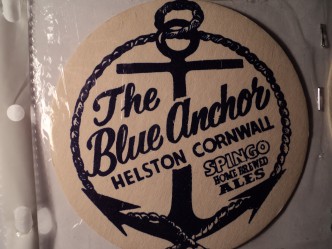 The
Blue Anchor
HELSTON CORNWALL
SPINGO
HOME BREWED
ALES